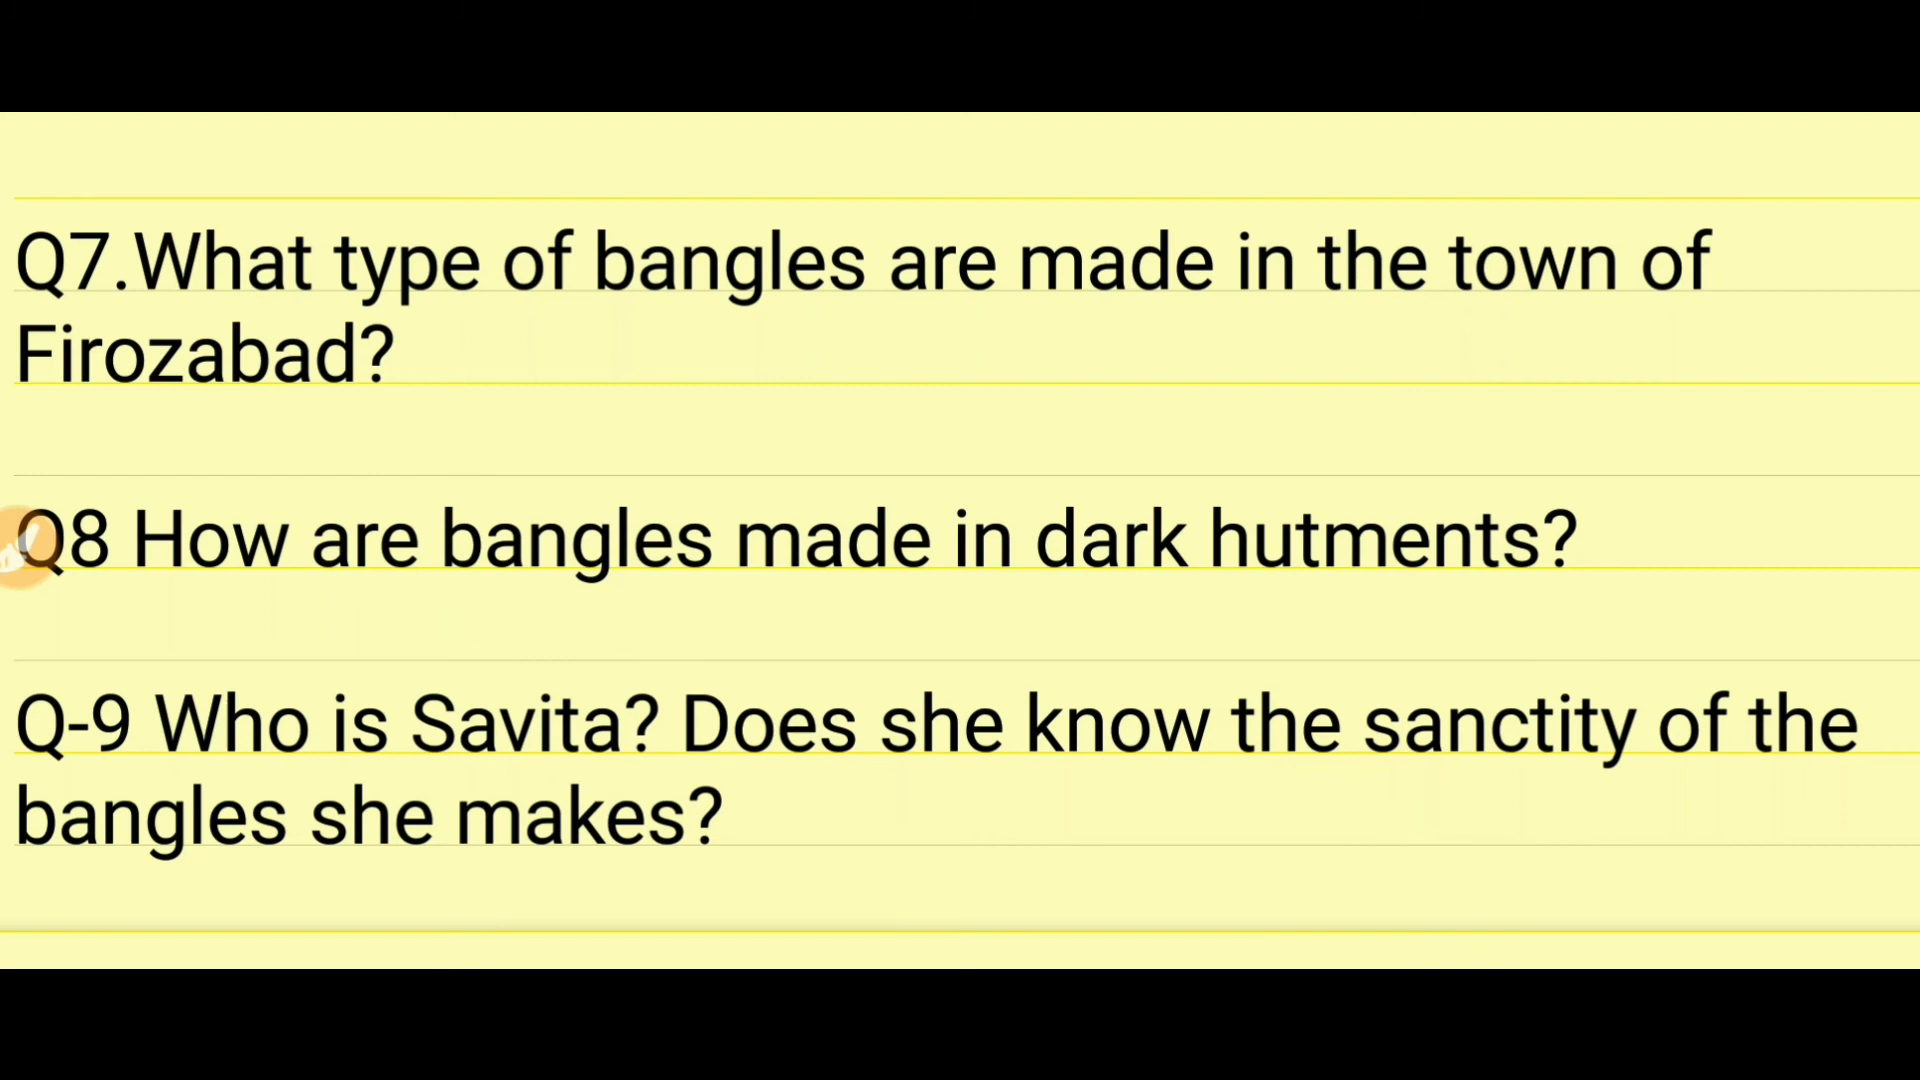 Q7.What type of bangles are made in the town of
Firozabad?
Q8 How are bangles made in dark hutments?
Q-9 Who is Savita? Does she know the sanctity of the
bangles she makes?